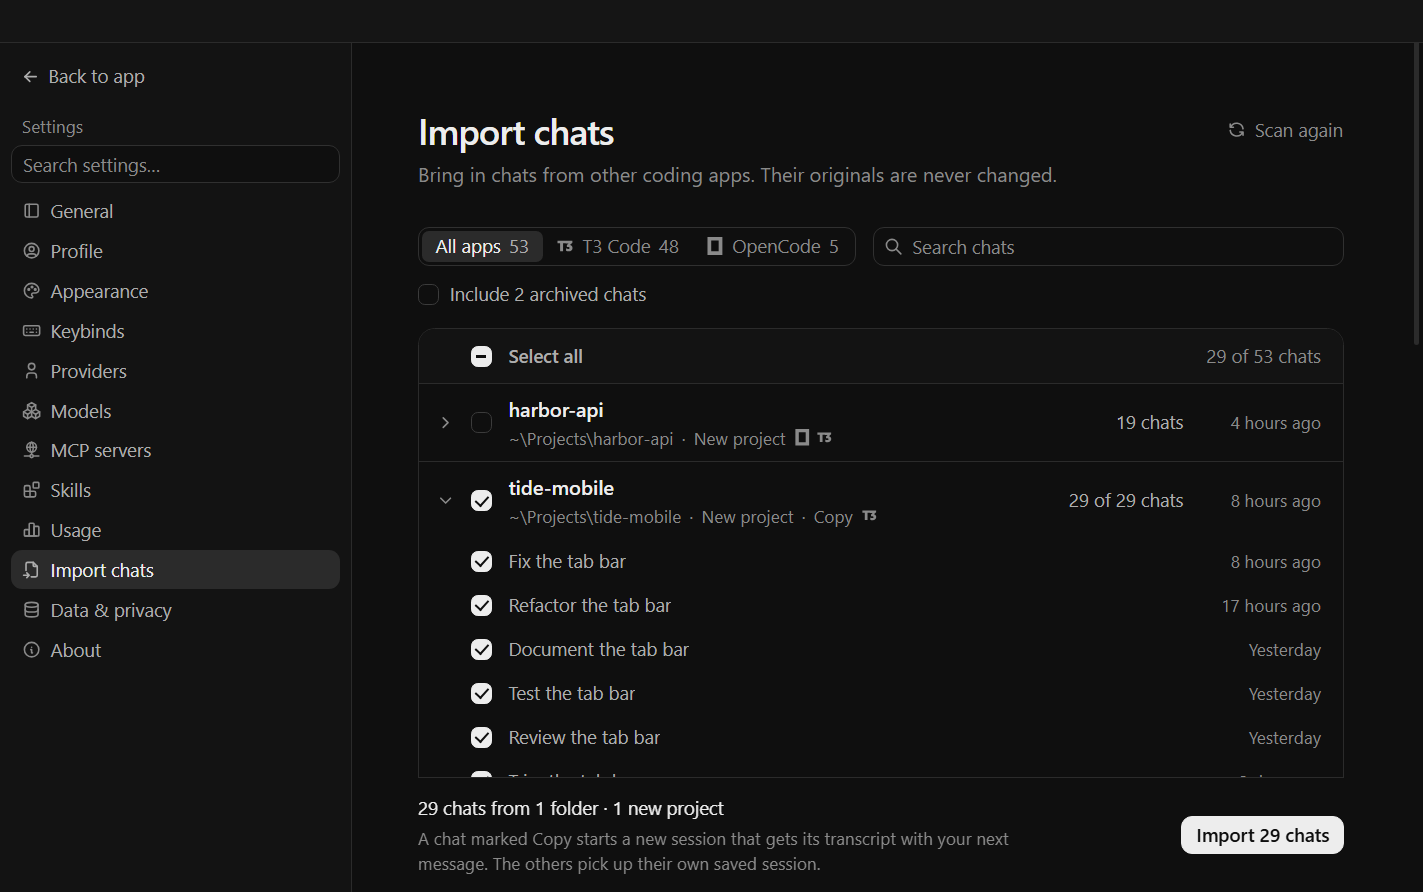 Back to app
Settings
Search settings...
General
Profile
Appearance
Keybinds
Providers
Models
MCP servers
Skills
Usage
Import chats
Data & privacy
About
Import chats
Scan again
Bring in chats from other coding apps. Their originals are never changed.
All apps 53 T3 T3 Code 48 OpenCode 5
Search chats
Include 2 archived chats
Select all 29 of 53 chats
harbor-api
~\Projects\harbor-api · New project T3
19 chats 4 hours ago
tide-mobile
~\Projects\tide-mobile · New project · Copy T3
29 of 29 chats 8 hours ago
Fix the tab bar 8 hours ago
Refactor the tab bar 17 hours ago
Document the tab bar Yesterday
Test the tab bar Yesterday
Review the tab bar Yesterday
29 chats from 1 folder · 1 new project
A chat marked Copy starts a new session that gets its transcript with your next
message. The others pick up their own saved session.
Import 29 chats